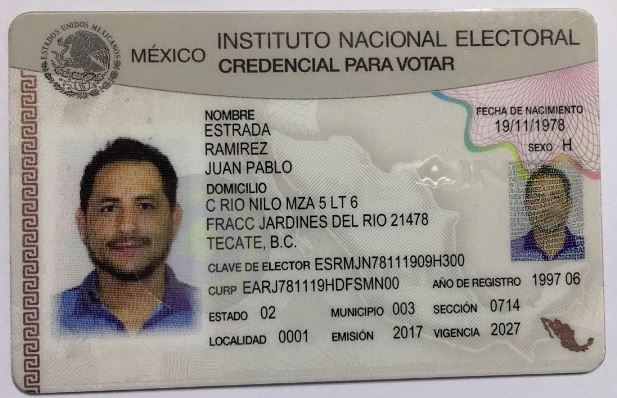 ESTADOS UNIDOS MEXICANOS
MÉXICO INSTITUTO NACIONAL ELECTORAL
CREDENCIAL PARA VOTAR
NOMBRE
ESTRADA
RAMIREZ
JUAN PABLO
FECHA DE NACIMIENTO
19/11/1978
SEXO H
DOMICILIO
C RIO NILO MZA 5 LT 6
FRACC JARDINES DEL RIO 21478
TECATE, B.C.
CLAVE DE ELECTOR ESRMJN78111909H300
CURP EARJ781119HDFSMN00 AÑO DE REGISTRO 1997 06
ESTADO 02 MUNICIPIO 003 SECCIÓN 0714
LOCALIDAD 0001 EMISIÓN 2017 VIGENCIA 2027